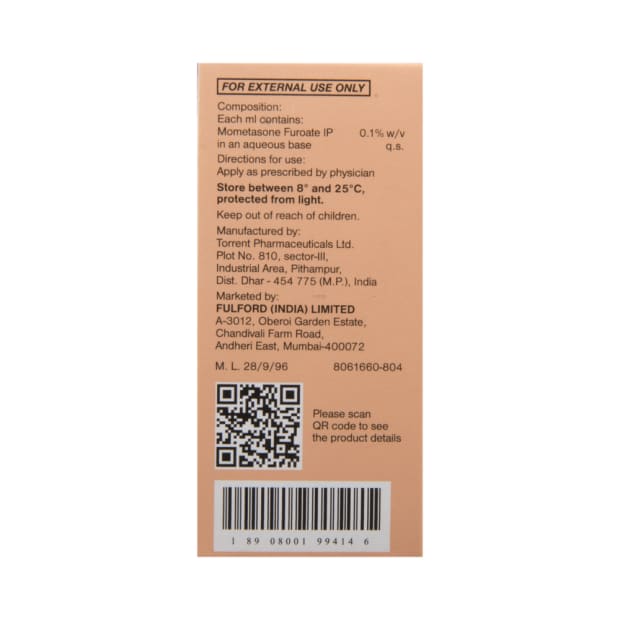 FOR EXTERNAL USE ONLY
Composition:
Each ml contains:
Mometasone Furoate IP 0.1% w/v
in an aqueous base q.s.
Directions for use:
Apply as prescribed by physician
Store between 8° and 25°C,
protected from light.
Keep out of reach of children.
Manufactured by:
Torrent Pharmaceuticals Ltd.
Plot No. 810, sector-III,
Industrial Area, Pithampur,
Dist. Dhar - 454 775 (M.P.), India
Marketed by:
FULFORD (INDIA) LIMITED
A-3012, Oberoi Garden Estate,
Chandivali Farm Road,
Andheri East, Mumbai-400072
M. L. 28/9/96 8061660-804
Please scan
QR code to see
the product details
1 89 08001 99414 6